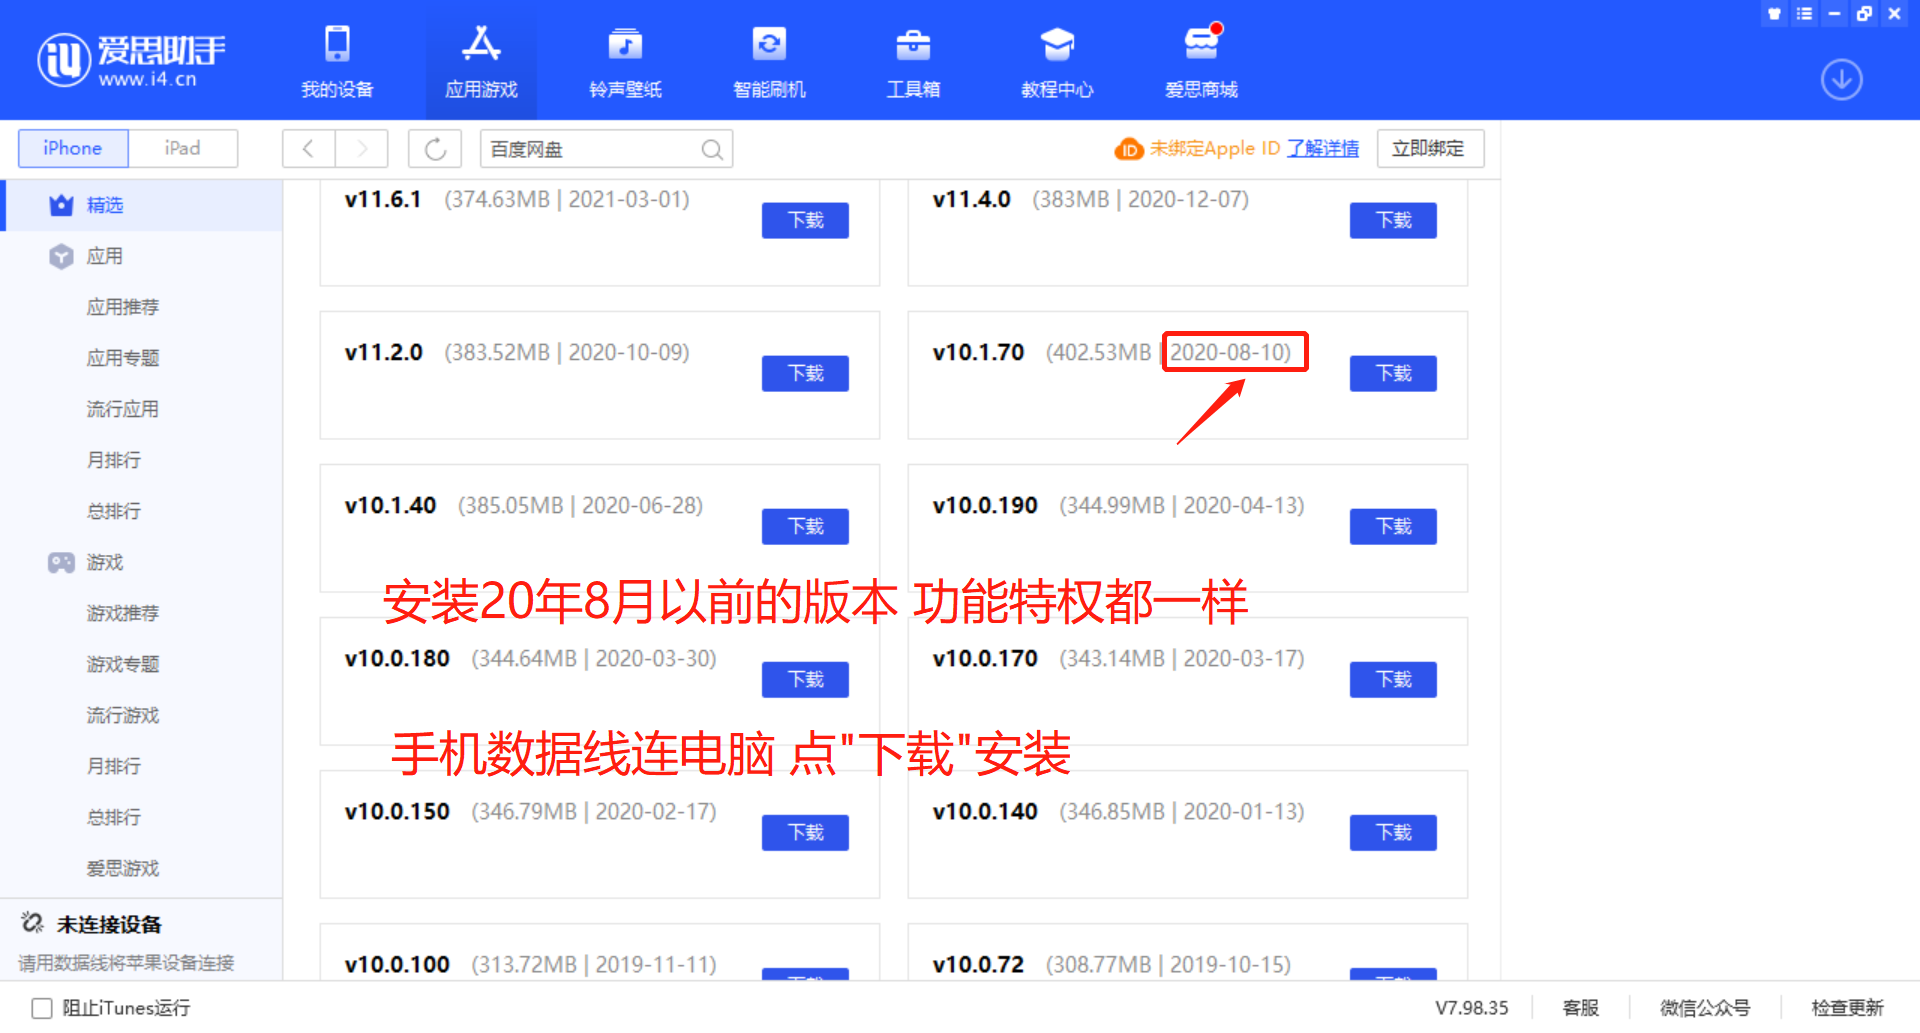 爱思助手
www.i4.cn
我的设备
应用游戏
铃声壁纸
智能刷机
工具箱
教程中心
爱思商城
iPhone
iPad
百度网盘
ID 未绑定Apple ID 了解详情
立即绑定
精选
应用
应用推荐
应用专题
流行应用
月排行
总排行
游戏
游戏推荐
游戏专题
流行游戏
月排行
总排行
爱思游戏
未连接设备
请用数据线将苹果设备连接
v11.6.1 (374.63MB | 2021-03-01)
下载
v11.4.0 (383MB | 2020-12-07)
下载
v11.2.0 (383.52MB | 2020-10-09)
下载
v10.1.70 (402.53MB | 2020-08-10)
下载
v10.1.40 (385.05MB | 2020-06-28)
下载
v10.0.190 (344.99MB | 2020-04-13)
下载
安装20年8月以前的版本 功能特权都一样
v10.0.180 (344.64MB | 2020-03-30)
下载
v10.0.170 (343.14MB | 2020-03-17)
下载
手机数据线连电脑 点"下载"安装
v10.0.150 (346.79MB | 2020-02-17)
下载
v10.0.140 (346.85MB | 2020-01-13)
下载
v10.0.100 (313.72MB | 2019-11-11)
下载
v10.0.72 (308.77MB | 2019-10-15)
下载
阻止iTunes运行
V7.98.35
客服
微信公众号
检查更新